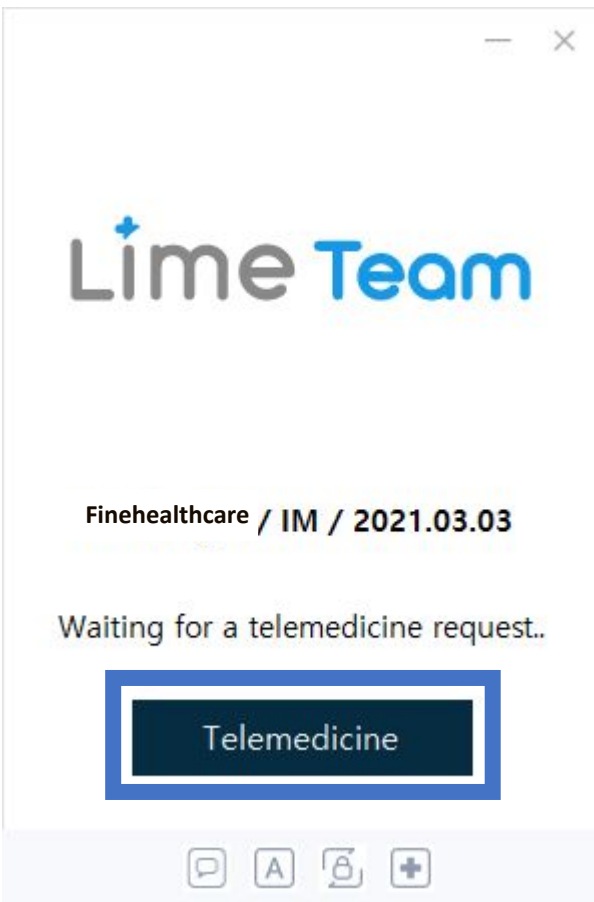 Lime Team
Finehealthcare / IM / 2021.03.03
Waiting for a telemedicine request..
Telemedicine
A